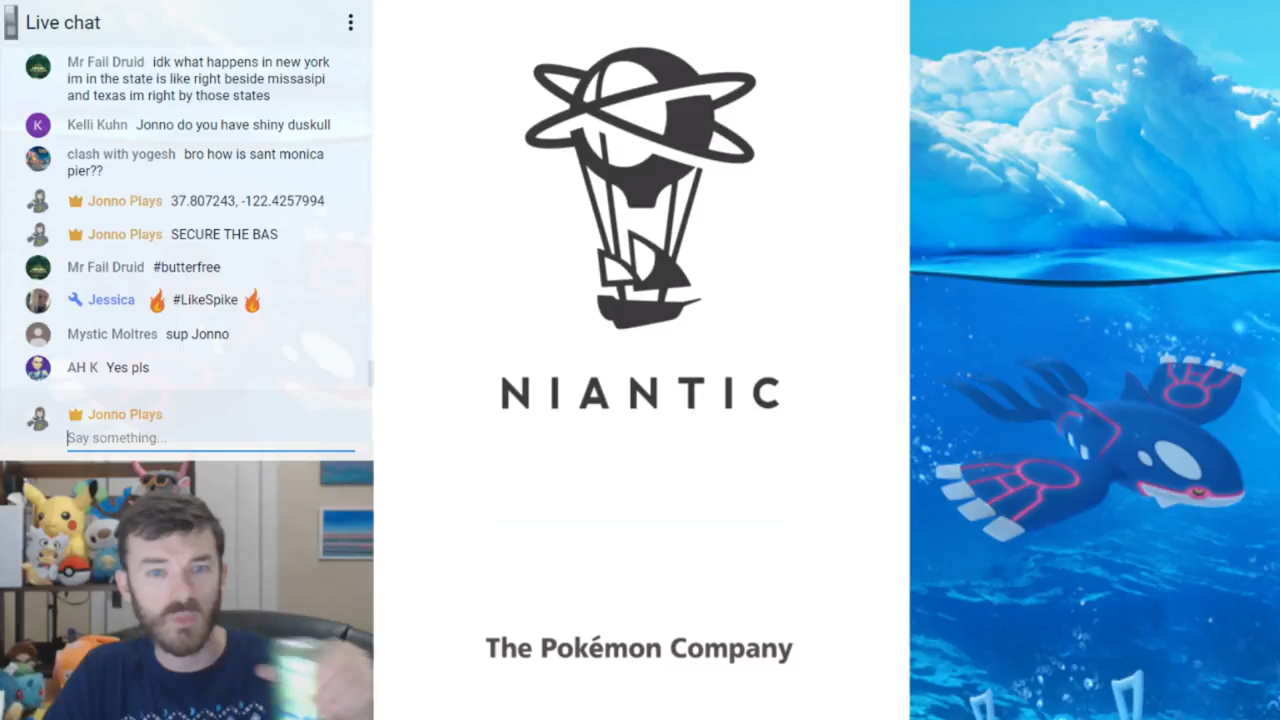 Live chat
Mr Fail Druid idk what happens in new york
im in the state is like right beside missasipi
and texas im right by those states
K
Kelli Kuhn Jonno do you have shiny duskull
clash with yogesh bro how is sant monica
pier??
Jonno Plays 37.807243, -122.4257994
Jonno Plays SECURE THE BAS
Mr Fail Druid #butterfree
Jessica 🔥 #LikeSpike 🔥
Mystic Moltres sup Jonno
AH K Yes pls
Jonno Plays
Say something...
NIANTIC
The Pokémon Company